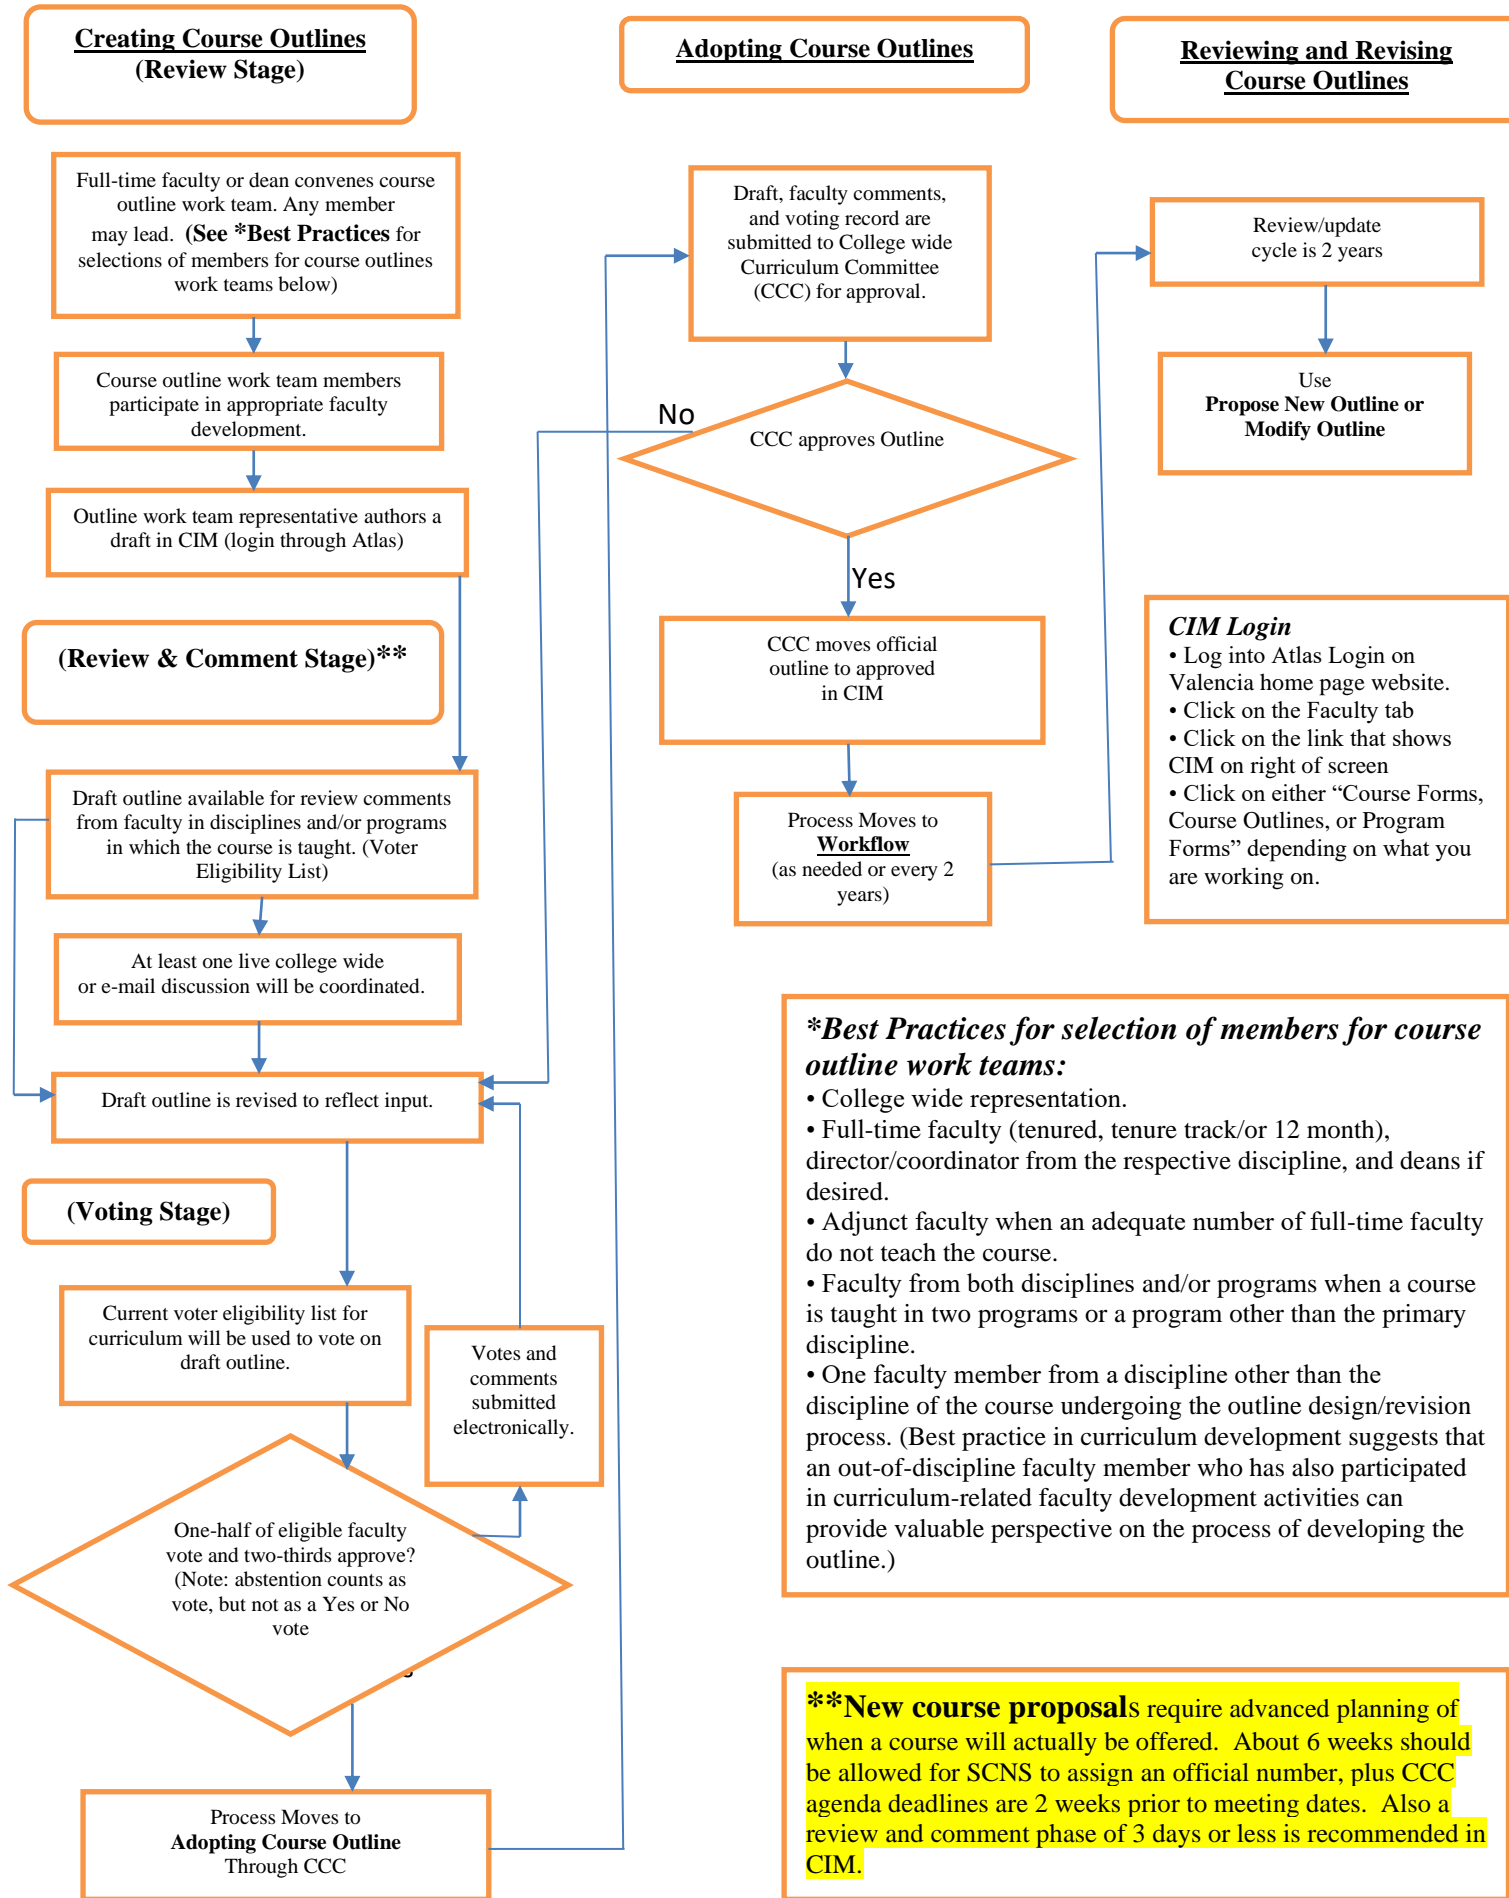 Creating Course Outlines
(Review Stage)
Full-time faculty or dean convenes course
outline work team. Any member
may lead. (See *Best Practices for
selections of members for course outlines
work teams below)
Course outline work team members
participate in appropriate faculty
development.
Outline work team representative authors a
draft in CIM (login through Atlas)
(Review & Comment Stage)**
Draft outline available for review comments
from faculty in disciplines and/or programs
in which the course is taught. (Voter
Eligibility List)
At least one live college wide
or e-mail discussion will be coordinated.
Draft outline is revised to reflect input.
(Voting Stage)
Current voter eligibility list for
curriculum will be used to vote on
draft outline.
Votes and
comments
submitted
electronically.
One-half of eligible faculty
vote and two-thirds approve?
(Note: abstention counts as
vote, but not as a Yes or No
vote
Process Moves to
Adopting Course Outline
Through CCC
Adopting Course Outlines
Draft, faculty comments,
and voting record are
submitted to College wide
Curriculum Committee
(CCC) for approval.
No
CCC approves Outline
Yes
CCC moves official
outline to approved
in CIM
Process Moves to
Workflow
(as needed or every 2
years)
Reviewing and Revising
Course Outlines
Review/update
cycle is 2 years
Use
Propose New Outline or
Modify Outline
CIM Login
• Log into Atlas Login on
Valencia home page website.
• Click on the Faculty tab
• Click on the link that shows
CIM on right of screen
• Click on either “Course Forms,
Course Outlines, or Program
Forms” depending on what you
are working on.
*Best Practices for selection of members for course
outline work teams:
• College wide representation.
• Full-time faculty (tenured, tenure track/or 12 month),
director/coordinator from the respective discipline, and deans if
desired.
• Adjunct faculty when an adequate number of full-time faculty
do not teach the course.
• Faculty from both disciplines and/or programs when a course
is taught in two programs or a program other than the primary
discipline.
• One faculty member from a discipline other than the
discipline of the course undergoing the outline design/revision
process. (Best practice in curriculum development suggests that
an out-of-discipline faculty member who has also participated
in curriculum-related faculty development activities can
provide valuable perspective on the process of developing the
outline.)
**New course proposals require advanced planning of
when a course will actually be offered. About 6 weeks should
be allowed for SCNS to assign an official number, plus CCC
agenda deadlines are 2 weeks prior to meeting dates. Also a
review and comment phase of 3 days or less is recommended in
CIM.